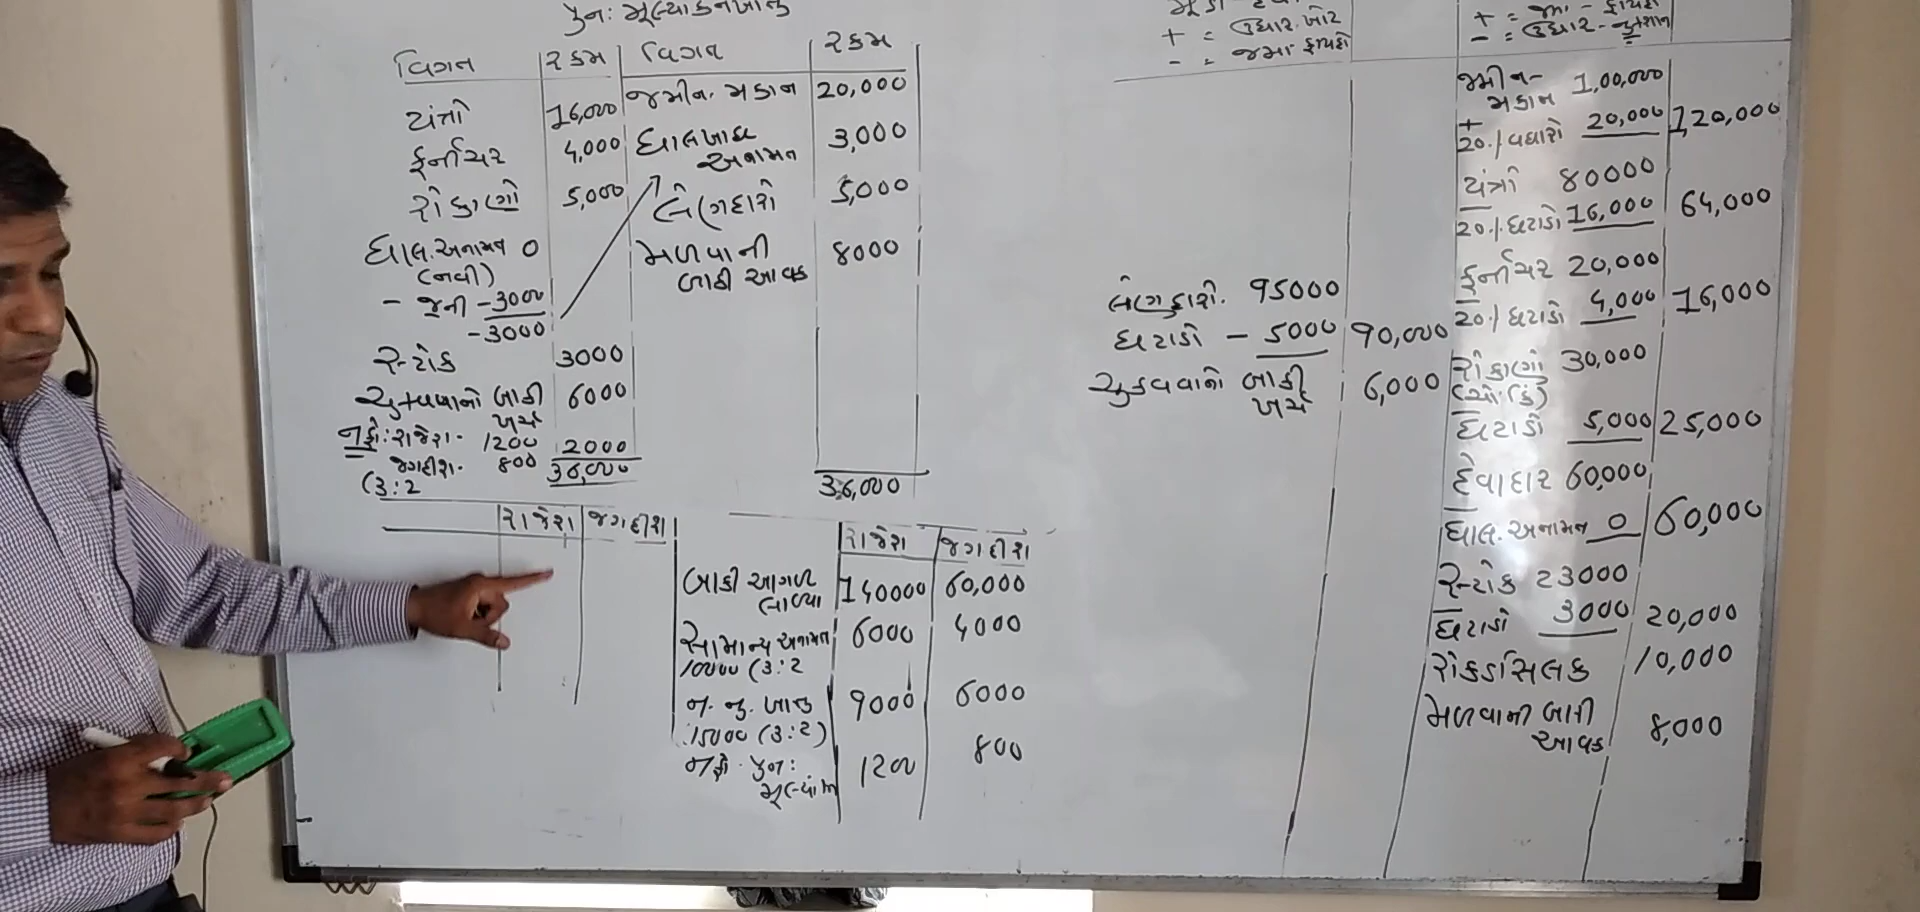 પુન: મૂલ્યાંકન ખાતુ
વિગત | રકમ | વિગત | રકમ
યંત્રો 16,000 જમીન. મકાન 20,000
ફર્નીચર 4,000 ઘાલખાધ અનામત 3,000
રોકાણો 5,000 લેણદારો 5,000
ઘાલ.અનામત 0
(નવી)
- જુની -3000
-3000
મળવાની બાકી આવક 8000
સ્ટોક 3000
ચુકવવાનો બાકી ખર્ચ 6000
નફો: રાજેશ. 1200 2000
જગદીશ. 800 36,000 36,000
(3:2
રાજેશ | જગદીશ
રાજેશ | જગદીશ
બાકી આગળ લાવ્યા 140000 60,000
સામાન્ય અનામત 6000 4000
10000 (3:2
ન. નુ. ખાતુ 9000 6000
15000 (3:2)
નફો. પુન: મૂલ્યાંકન 1200 800
+ = ઉધાર. ખોટ
- = જમા ફાયદો
લેણદારો. 95000
ઘટાડો - 5000 90,000
ચુકવવાનો બાકી ખર્ચ 6,000
+ = જમા - ફાયદો
- = ઉધાર - નુકશાન
જમીન- મકાન 1,00,000
+
20% વધારો 20,000 1,20,000
યંત્રો 80000
20% ઘટાડો 16,000 64,000
ફર્નીચર 20,000
20% ઘટાડો 4,000 16,000
રોકાણો 30,000
(ચો.કિં)
ઘટાડો 5,000 25,000
દેવાદાર 60,000
ઘાલ. અનામત 0 60,000
સ્ટોક 23000
ઘટાડો 3000 20,000
રોકડસિલક 10,000
મળવાની બાકી આવક 8,000